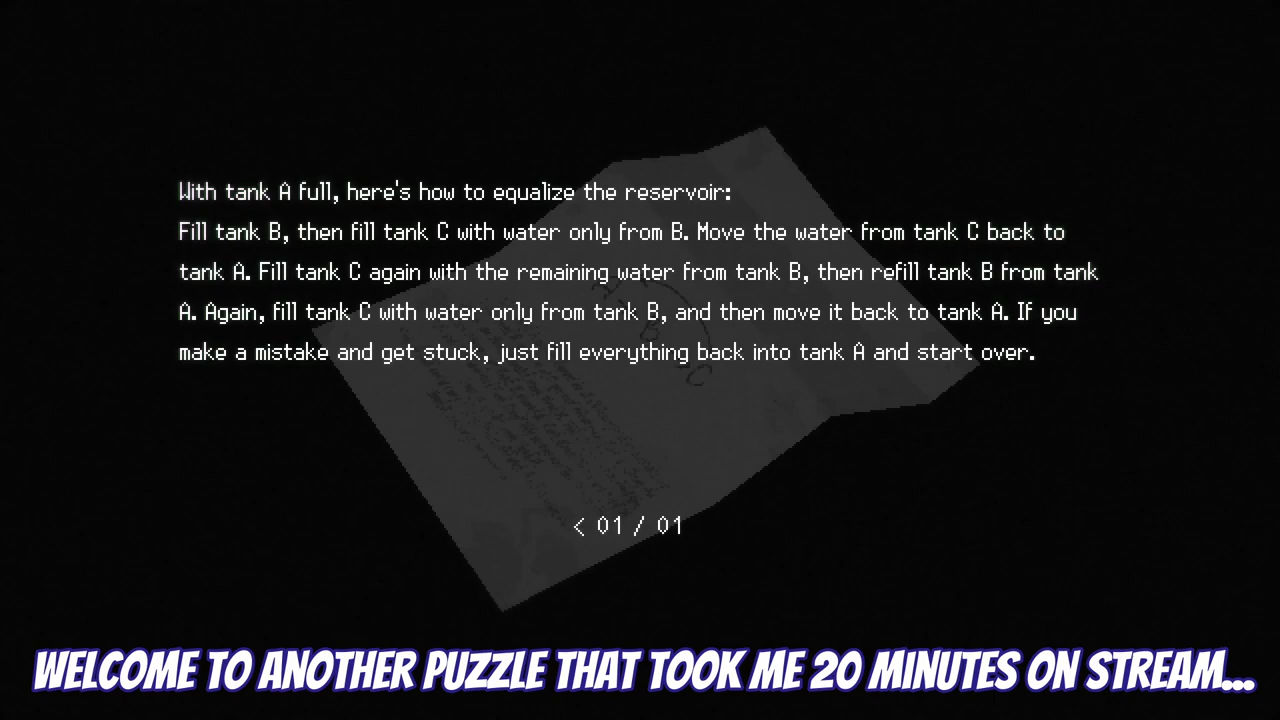 With tank A full, here's how to equalize the reservoir:
Fill tank B, then fill tank C with water only from B. Move the water from tank C back to
tank A. Fill tank C again with the remaining water from tank B, then refill tank B from tank
A. Again, fill tank C with water only from tank B, and then move it back to tank A. If you
make a mistake and get stuck, just fill everything back into tank A and start over.
C
< 01 / 01
WELCOME TO ANOTHER PUZZLE THAT TOOK ME 20 MINUTES ON STREAM...